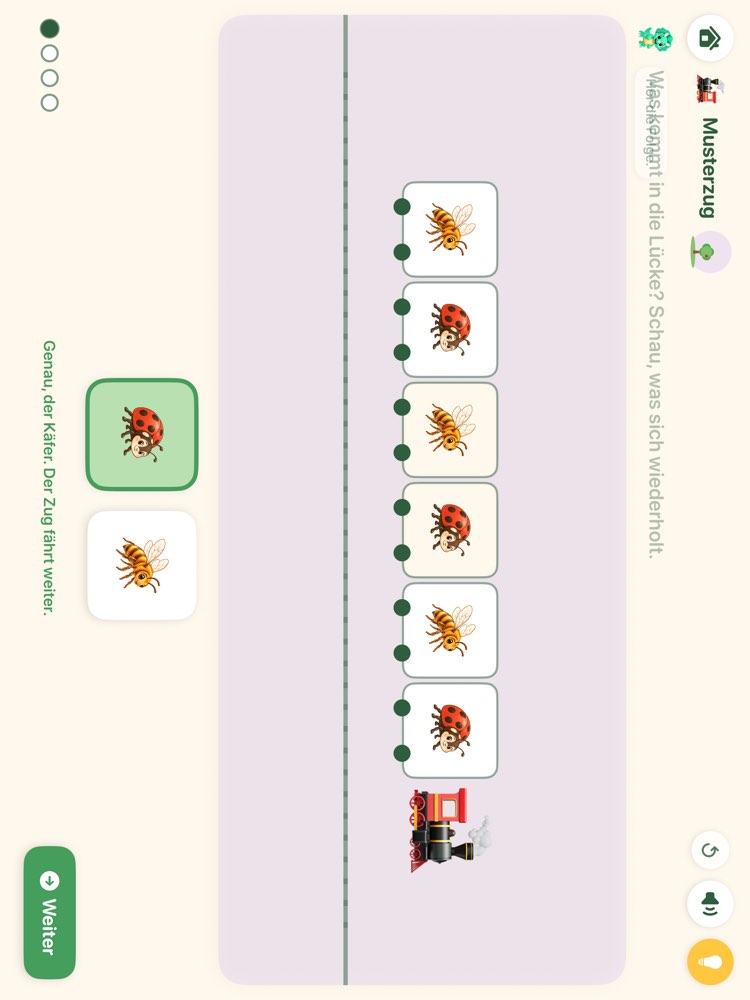 Musterzug
Was kommt in die Lücke? Schau, was sich wiederholt.
Genau, der Käfer. Der Zug fährt weiter.
Weiter